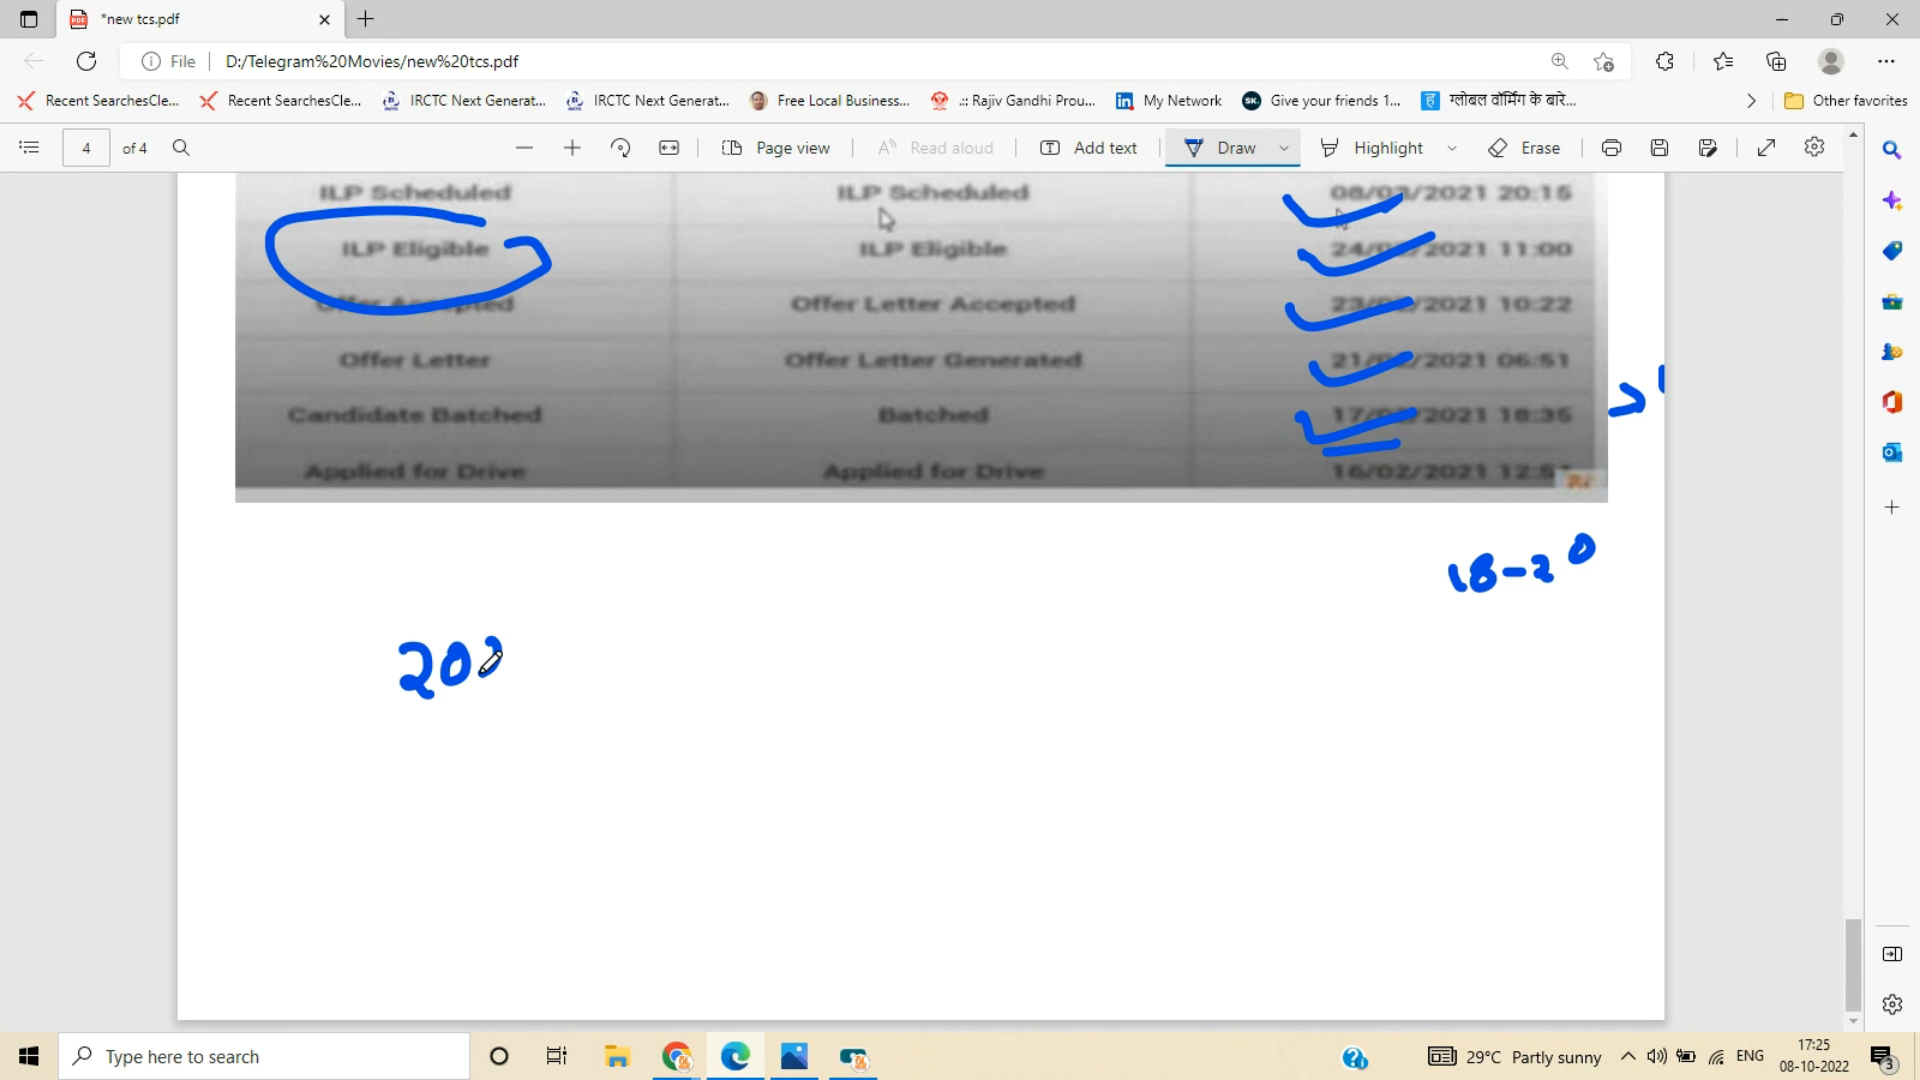 *new tcs.pdf
File D:/Telegram%20Movies/new%20tcs.pdf
Recent SearchesCle... Recent SearchesCle... IRCTC Next Generat... IRCTC Next Generat... Free Local Business... .:: Rajiv Gandhi Prou... My Network SK. Give your friends 1... ग्लोबल वॉर्मिंग के बारे... Other favorites
4 of 4 Page view Read aloud Add text Draw Highlight Erase
ILP Scheduled ILP Scheduled 2021 20:15
ILP Eligible ILP Eligible 2021 11:00
Offer Accepted Offer Letter Accepted 2021 10:22
Offer Letter Offer Letter Generated 2021 06:51
Candidate Batched Batched 2021 18:35
Applied for Drive Applied for Drive 16/02/2021
18-20
Type here to search 29°C Partly sunny ENG 17:25
08-10-2022 3